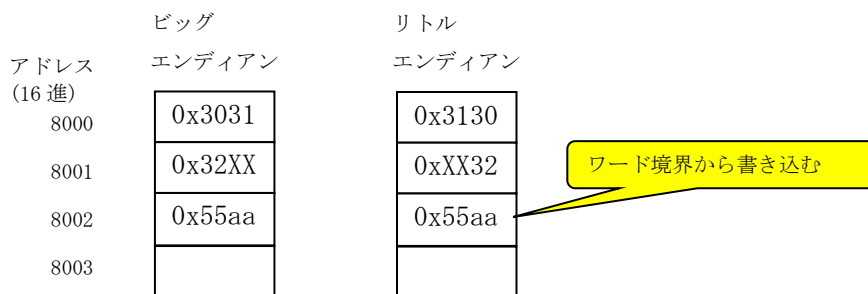 ビッグ リトル
アドレス エンディアン エンディアン
(16 進)
8000 0x3031 0x3130
8001 0x32XX 0xXX32 ワード境界から書き込む
8002 0x55aa 0x55aa
8003